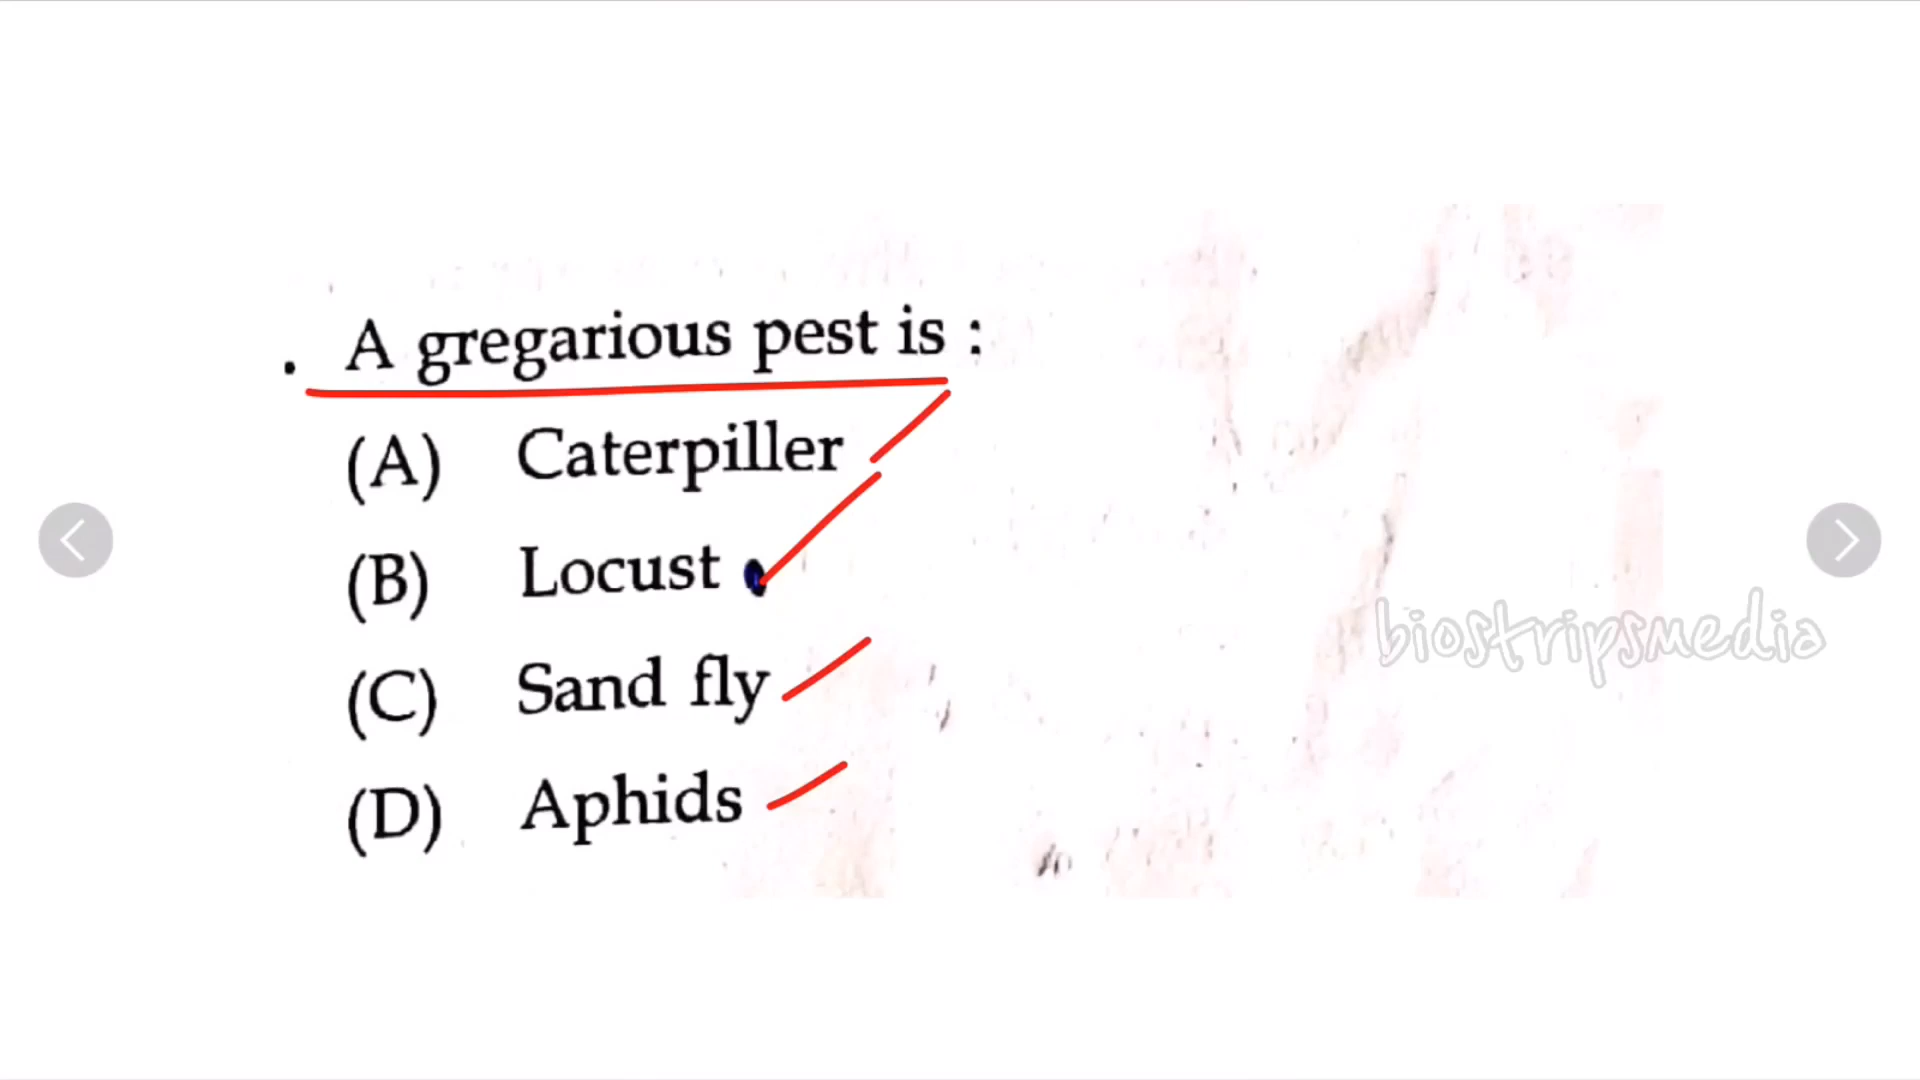 . A gregarious pest is :
(A) Caterpiller
(B) Locust
(C) Sand fly
(D) Aphids
biostripsmedia